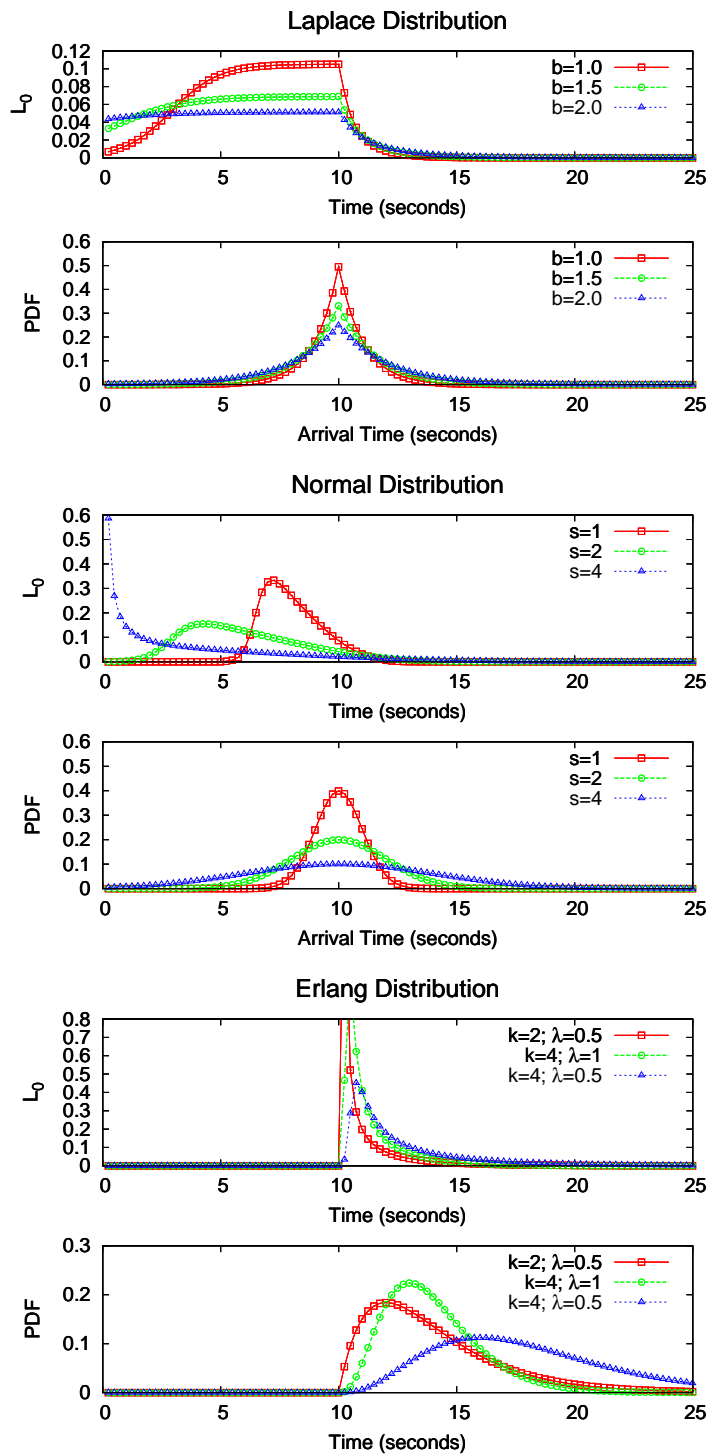 Laplace Distribution
L0
0.12
0.1
0.08
0.06
0.04
0.02
0
b=1.0
b=1.5
b=2.0
0 5 10 15 20 25
Time (seconds)
PDF
0.6
0.5
0.4
0.3
0.2
0.1
0
b=1.0
b=1.5
b=2.0
0 5 10 15 20 25
Arrival Time (seconds)
Normal Distribution
L0
0.6
0.5
0.4
0.3
0.2
0.1
0
s=1
s=2
s=4
0 5 10 15 20 25
Time (seconds)
PDF
0.6
0.5
0.4
0.3
0.2
0.1
0
s=1
s=2
s=4
0 5 10 15 20 25
Arrival Time (seconds)
Erlang Distribution
L0
0.8
0.7
0.6
0.5
0.4
0.3
0.2
0.1
0
k=2; λ=0.5
k=4; λ=1
k=4; λ=0.5
0 5 10 15 20 25
Time (seconds)
PDF
0.3
0.2
0.1
0
k=2; λ=0.5
k=4; λ=1
k=4; λ=0.5
0 5 10 15 20 25
Time (seconds)